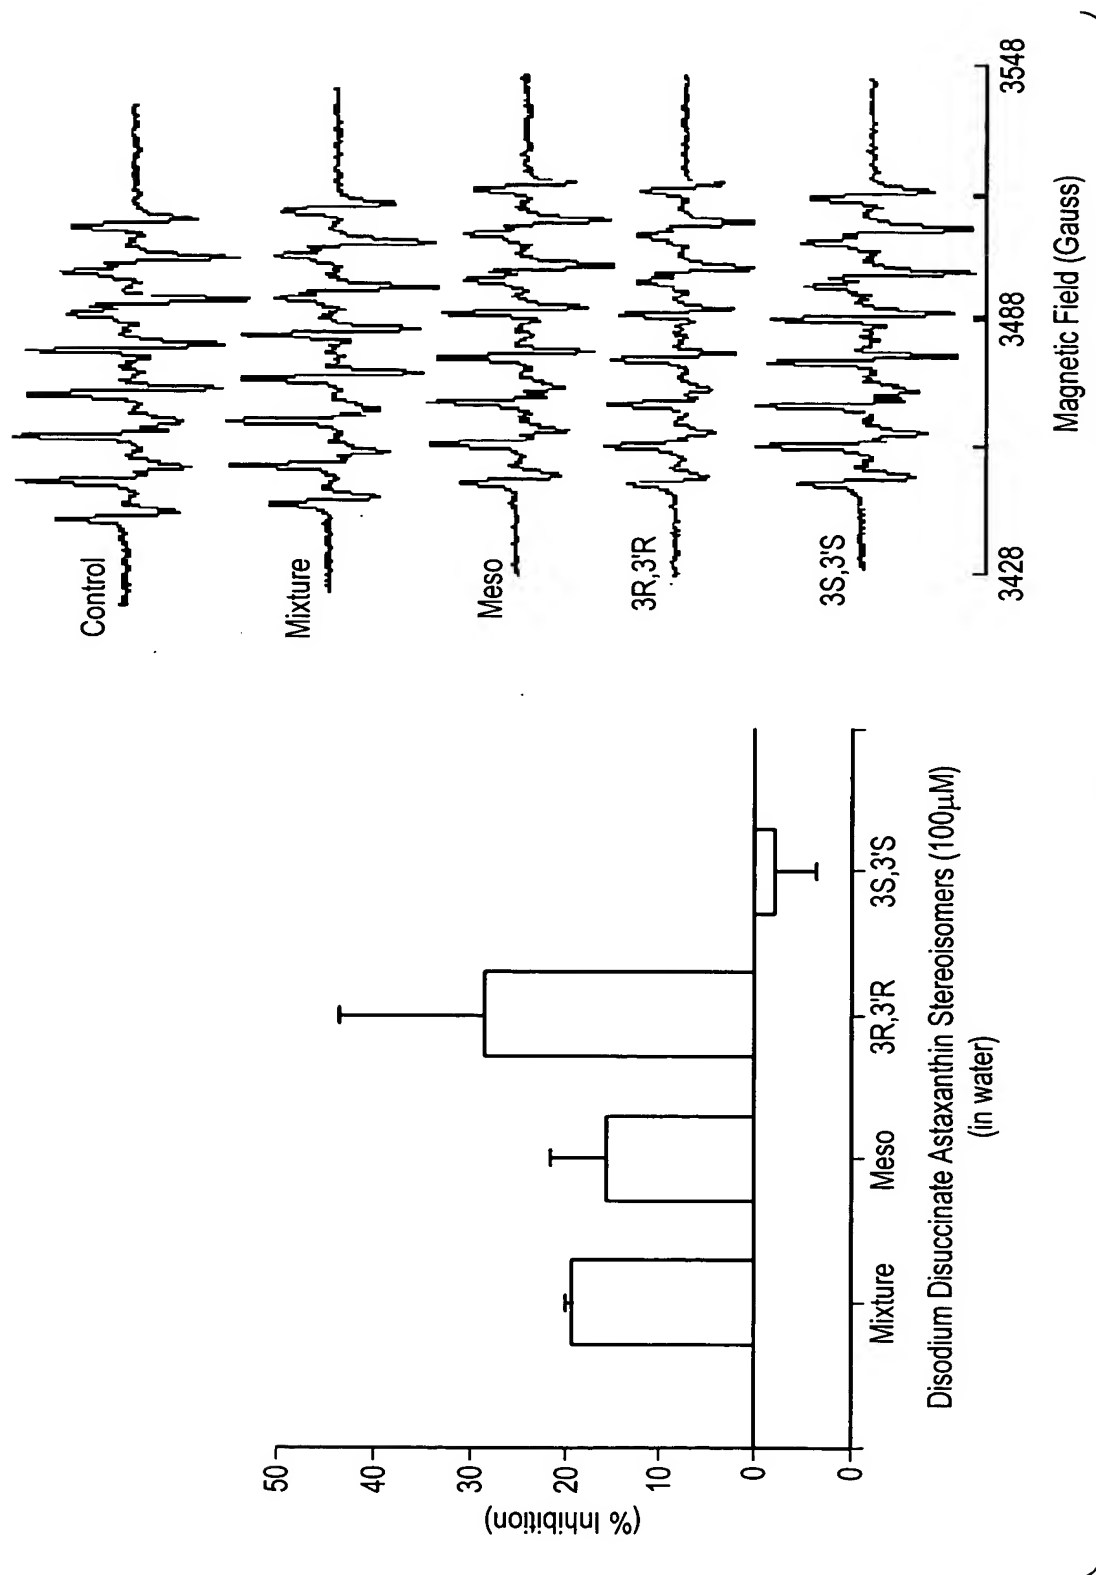 (% Inhibition)
50
40
30
20
10
0
0
Mixture
Meso
3R,3'R
3S,3'S
Disodium Disuccinate Astaxanthin Stereoisomers (100μM)
(in water)
Control
Mixture
Meso
3R,3'R
3S,3'S
3428
3488
3548
Magnetic Field (Gauss)